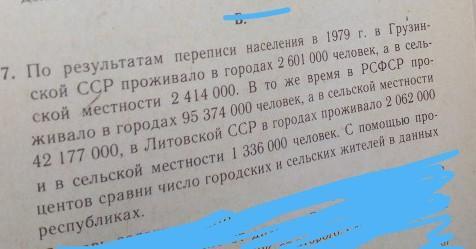 7. По результатам переписи населения в 1979 г. в Грузин-
ской ССР проживало в городах 2 601 000 человек, а в сель-
ской местности 2 414 000. В то же время в РСФСР про-
живало в городах 95 374 000 человек, а в сельской местности
42 177 000, в Литовской ССР в городах проживало 2 062 000
и в сельской местности 1 336 000 человек. С помощью про-
центов сравни число городских и сельских жителей в данных
республиках.